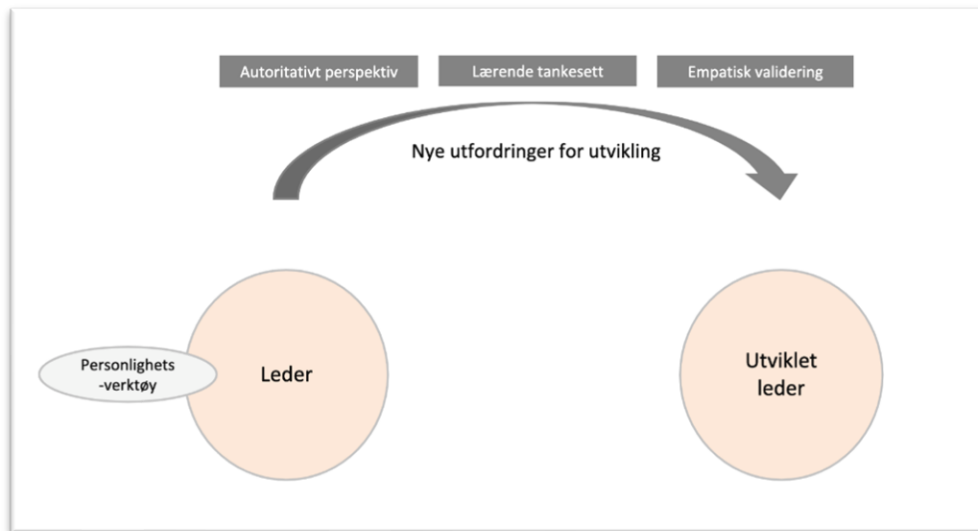 Autoritativt perspektiv
Lærende tankesett
Empatisk validering
Nye utfordringer for utvikling
Personlighets
-verktøy
Leder
Utviklet
leder